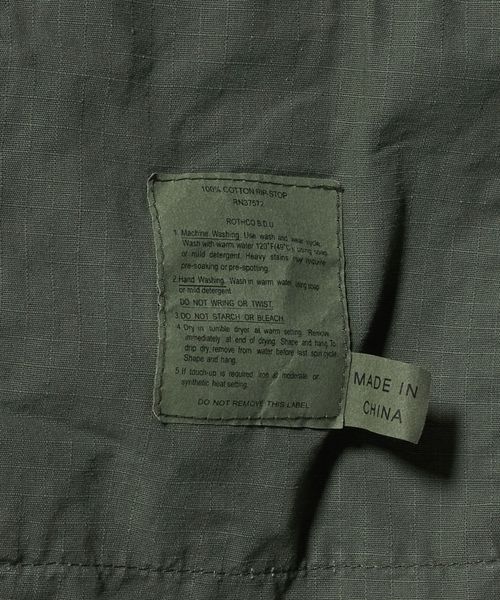 100% COTTON RIP-STOP
RN37572
ROTHCO B.D.U
1. Machine Washing. Use wash and wear cycle.
Wash with warm water 120°F(49°C) using soap
or mild detergent. Heavy stains may require
pre-soaking or pre-spotting.
2. Hand Washing. Wash in warm water using soap
or mild detergent.
DO NOT WRING OR TWIST.
3. DO NOT STARCH OR BLEACH.
4. Dry in tumble dryer at warm setting. Remove
immediately at end of drying. Shape and hang. To
drip dry, remove from water before last spin cycle.
Shape and hang.
5. If touch-up is required. Iron at moderate or
synthetic heat setting.
DO NOT REMOVE THIS LABEL
MADE IN
CHINA